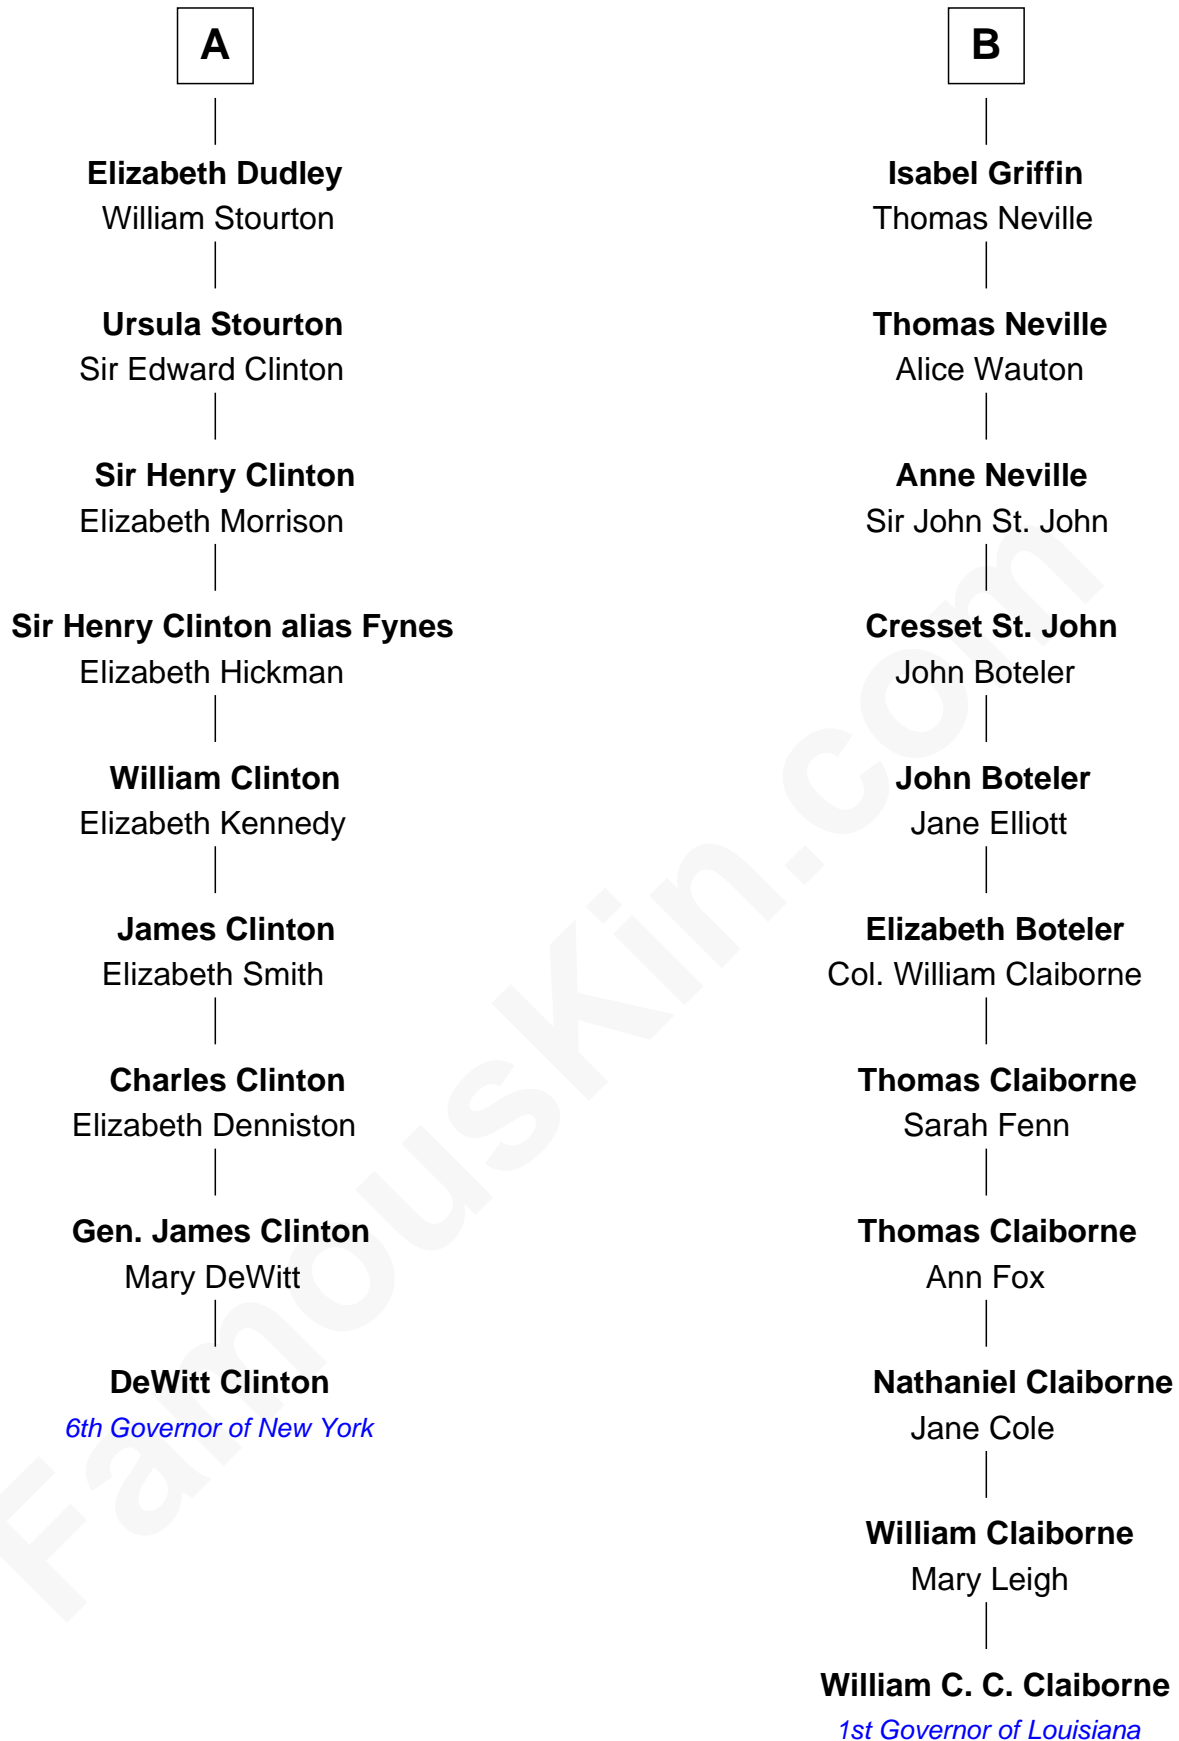 A
Elizabeth Dudley
William Stourton
Ursula Stourton
Sir Edward Clinton
Sir Henry Clinton
Elizabeth Morrison
Sir Henry Clinton alias Fynes
Elizabeth Hickman
William Clinton
Elizabeth Kennedy
James Clinton
Elizabeth Smith
Charles Clinton
Elizabeth Denniston
Gen. James Clinton
Mary DeWitt
DeWitt Clinton
6th Governor of New York
B
Isabel Griffin
Thomas Neville
Thomas Neville
Alice Wauton
Anne Neville
Sir John St. John
Cresset St. John
John Boteler
John Boteler
Jane Elliott
Elizabeth Boteler
Col. William Claiborne
Thomas Claiborne
Sarah Fenn
Thomas Claiborne
Ann Fox
Nathaniel Claiborne
Jane Cole
William Claiborne
Mary Leigh
William C. C. Claiborne
1st Governor of Louisiana
FamousKin.com